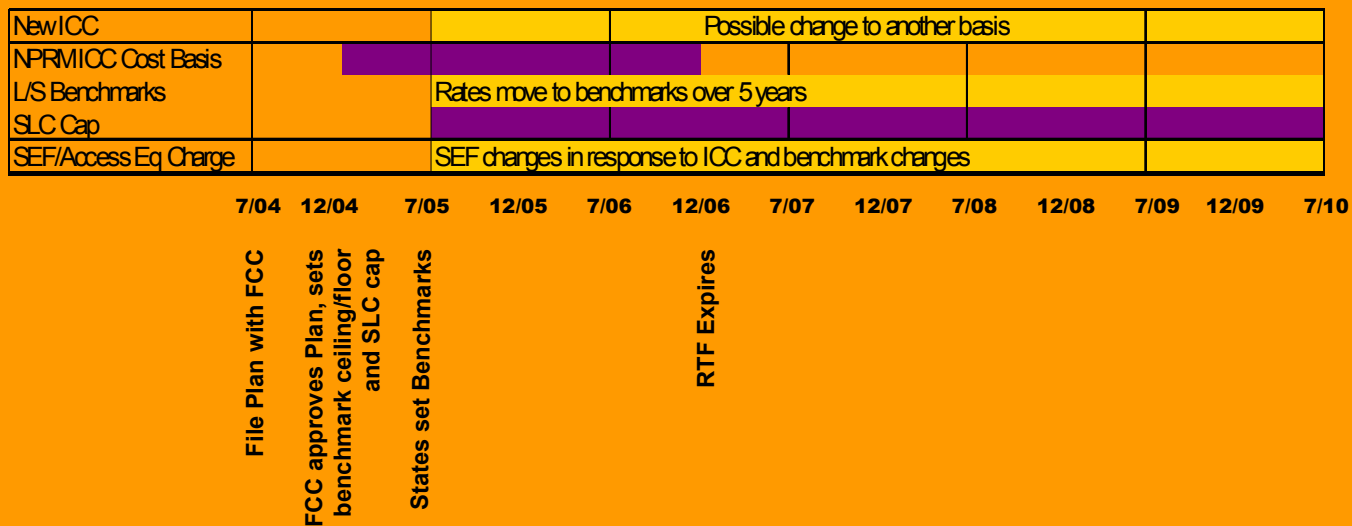 New ICC
Possible change to another basis
NPRM ICC Cost Basis
L/S Benchmarks
Rates move to benchmarks over 5 years
SLC Cap
SEF/Access Eq Charge
SEF changes in response to ICC and benchmark changes
7/04 12/04 7/05 12/05 7/06 12/06 7/07 12/07 7/08 12/08 7/09 12/09 7/10
File Plan with FCC
FCC approves Plan, sets
benchmark ceiling/floor
and SLC cap
States set Benchmarks
RTF Expires